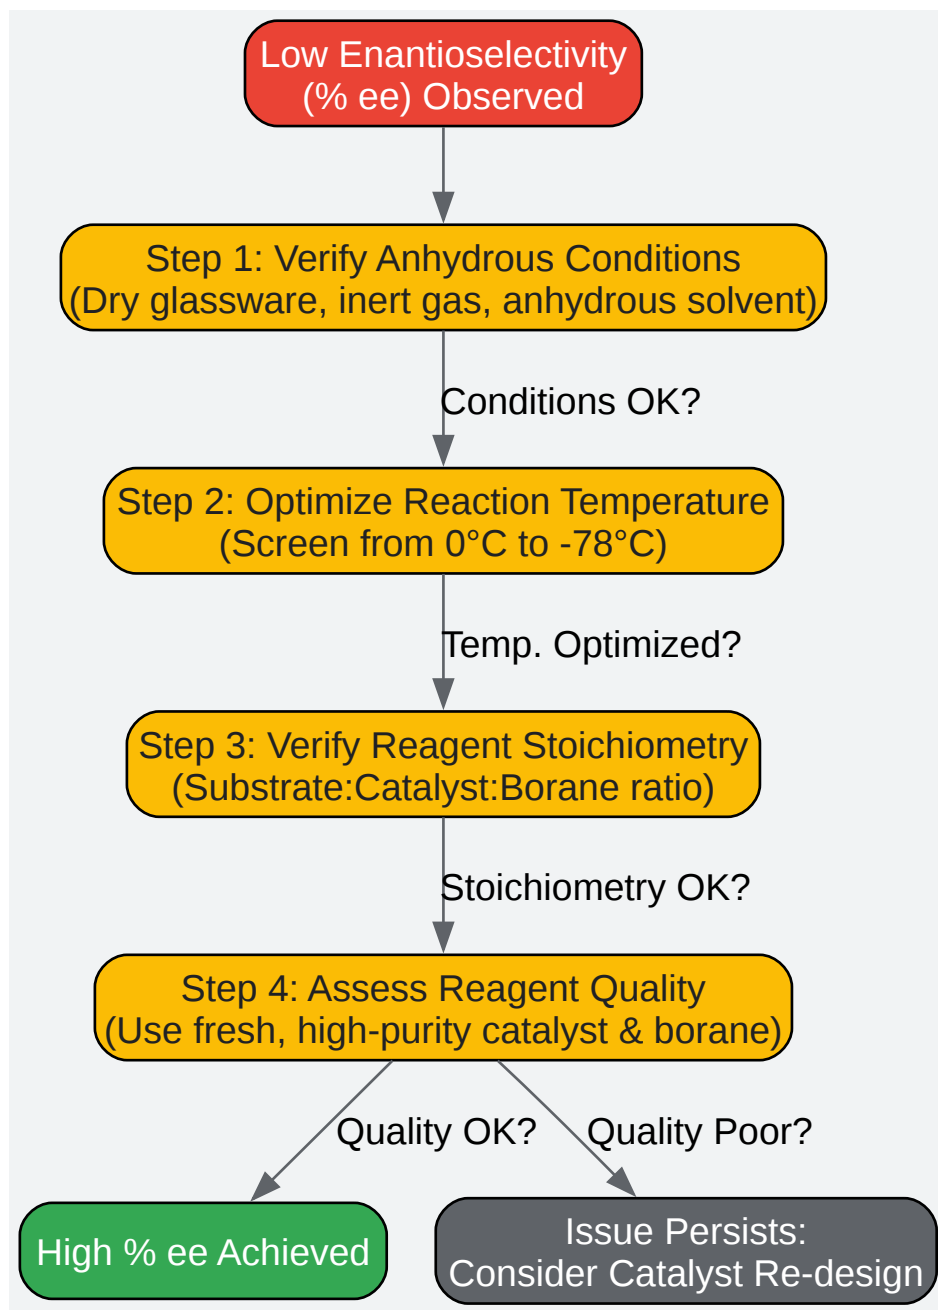 Low Enantioselectivity
(% ee) Observed
Step 1: Verify Anhydrous Conditions
(Dry glassware, inert gas, anhydrous solvent)
Conditions OK?
Step 2: Optimize Reaction Temperature
(Screen from 0°C to -78°C)
Temp. Optimized?
Step 3: Verify Reagent Stoichiometry
(Substrate:Catalyst:Borane ratio)
Stoichiometry OK?
Step 4: Assess Reagent Quality
(Use fresh, high-purity catalyst & borane)
Quality OK?
Quality Poor?
High % ee Achieved
Issue Persists:
Consider Catalyst Re-design